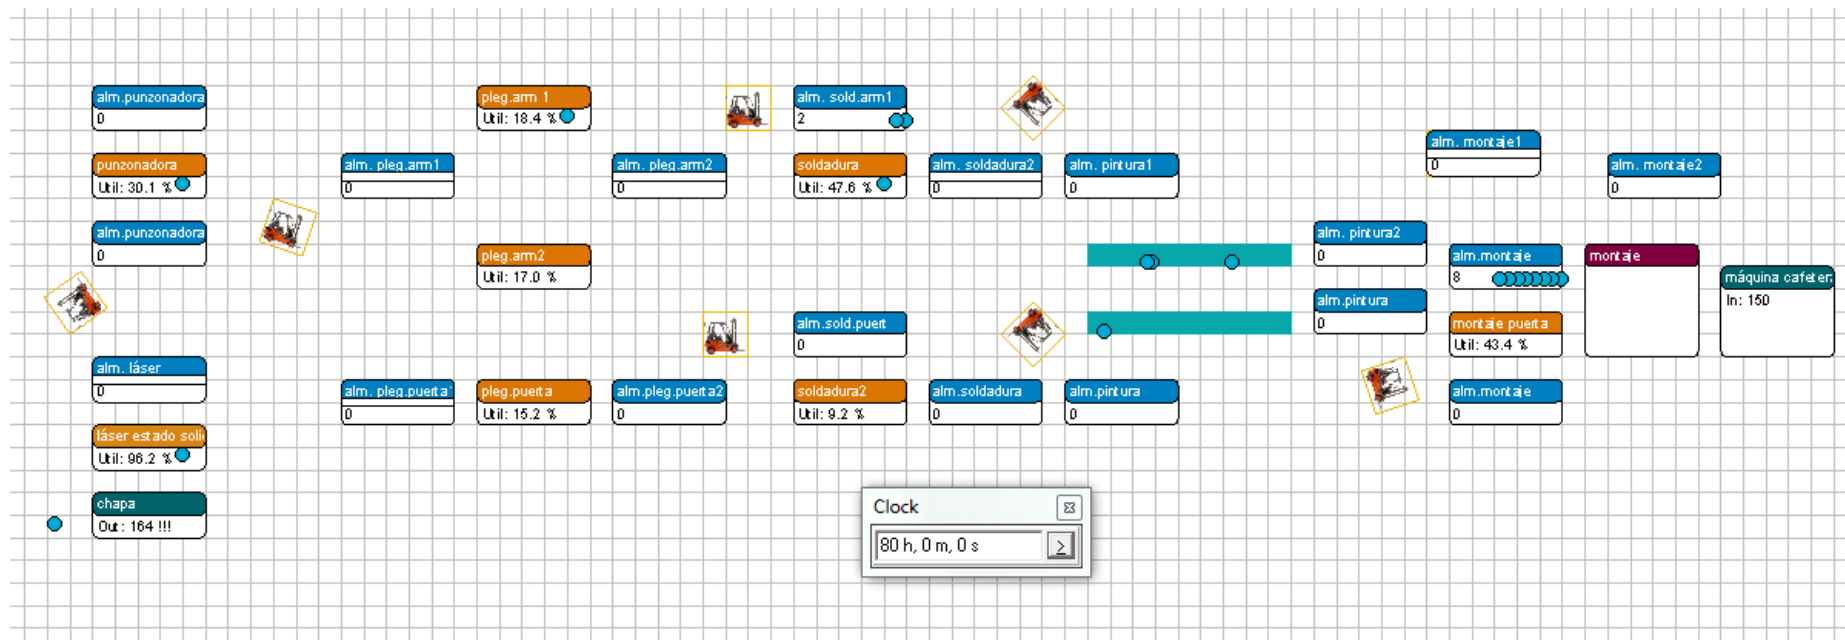 alm.punzonadora
0
punzonadora
Util: 30.1 %
alm.punzonadora
0
alm. láser
0
láser estado soli
Util: 96.2 %
chapa
Out: 164 !!!
alm. pleg.arm1
0
alm. pleg.puerta
0
pleg.arm 1
Util: 18.4 %
pleg.arm2
Util: 17.0 %
pleg.puerta
Util: 15.2 %
alm. pleg.arm2
0
alm.pleg.puerta2
0
alm. sold.arm1
2
soldadura
Util: 47.6 %
alm.sold.puert
0
soldadura2
Util: 9.2 %
alm. soldadura2
0
alm.soldadura
0
alm. pintura1
0
alm.pintura
0
alm. pintura2
0
alm.pintura
0
alm. montaje1
0
alm.montaje
8
montaje puerta
Util: 43.4 %
alm.montaje
0
alm. montaje2
0
montaje
máquina cafeter
In: 150
Clock
80 h, 0 m, 0 s
>